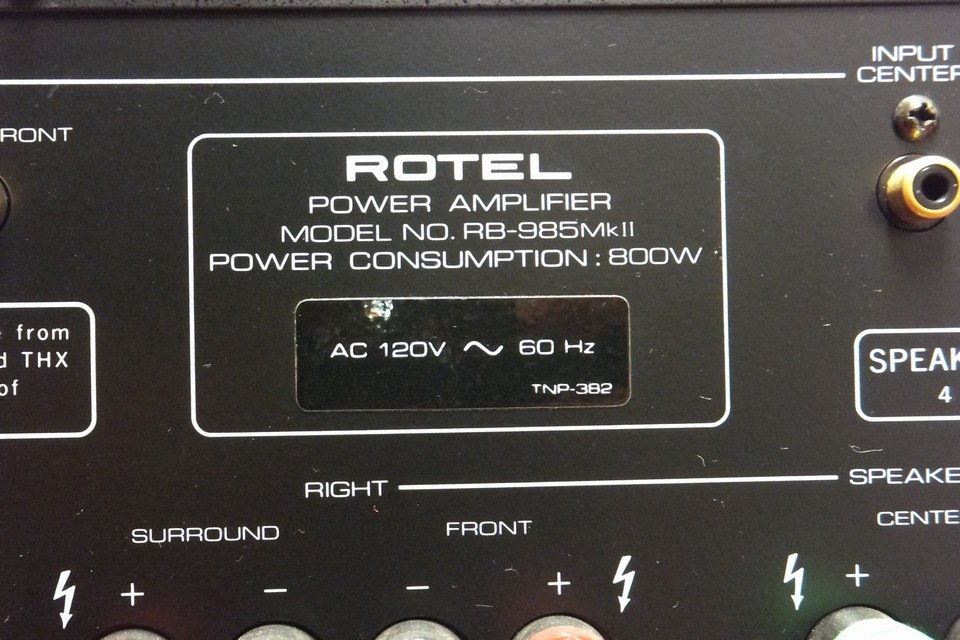 INPUT
CENTER
RONT
ROTEL
POWER AMPLIFIER
MODEL NO. RB-985MkII
POWER CONSUMPTION : 800W
from
THX
of
AC 120V ~ 60 Hz
TNP-382
SPEAK
4
RIGHT
SPEAKE
SURROUND
FRONT
CENTE
+
−
−
+
+